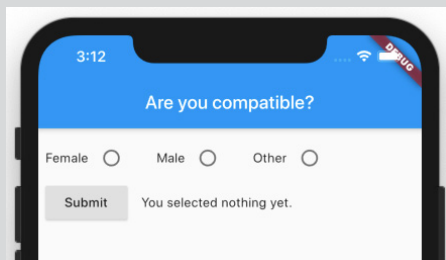 3:12
DEBUG
Are you compatible?
Female Male Other
Submit You selected nothing yet.